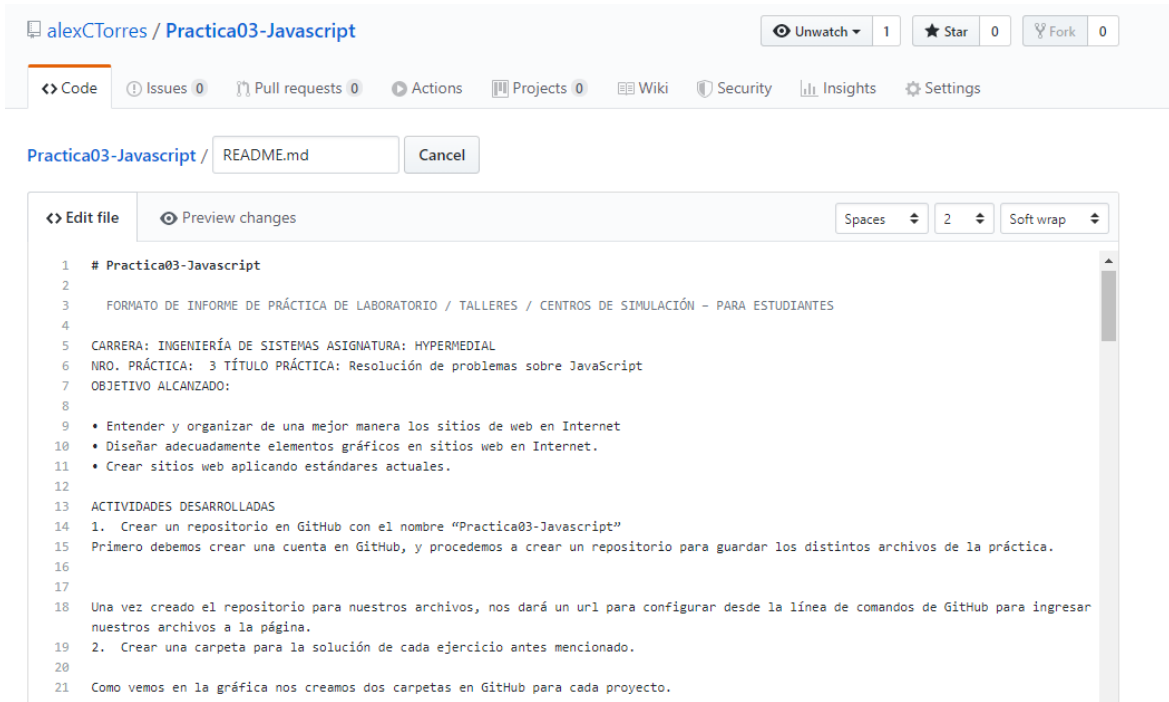 alexCTorres / Practica03-Javascript
Unwatch 1 Star 0 Fork 0
Code Issues 0 Pull requests 0 Actions Projects 0 Wiki Security Insights Settings
Practica03-Javascript / README.md Cancel
Edit file Preview changes Spaces 2 Soft wrap
1 # Practica03-Javascript
2
3 FORMATO DE INFORME DE PRÁCTICA DE LABORATORIO / TALLERES / CENTROS DE SIMULACIÓN – PARA ESTUDIANTES
4
5 CARRERA: INGENIERÍA DE SISTEMAS ASIGNATURA: HYPERMEDIAL
6 NRO. PRÁCTICA:  3 TÍTULO PRÁCTICA: Resolución de problemas sobre JavaScript
7 OBJETIVO ALCANZADO:
8
9 • Entender y organizar de una mejor manera los sitios de web en Internet
10 • Diseñar adecuadamente elementos gráficos en sitios web en Internet.
11 • Crear sitios web aplicando estándares actuales.
12
13 ACTIVIDADES DESARROLLADAS
14 1.  Crear un repositorio en GitHub con el nombre “Practica03-Javascript”
15 Primero debemos crear una cuenta en GitHub, y procedemos a crear un repositorio para guardar los distintos archivos de la práctica.
16
17
18 Una vez creado el repositorio para nuestros archivos, nos dará un url para configurar desde la línea de comandos de GitHub para ingresar
nuestros archivos a la página.
19 2.  Crear una carpeta para la solución de cada ejercicio antes mencionado.
20
21 Como vemos en la gráfica nos creamos dos carpetas en GitHub para cada proyecto.